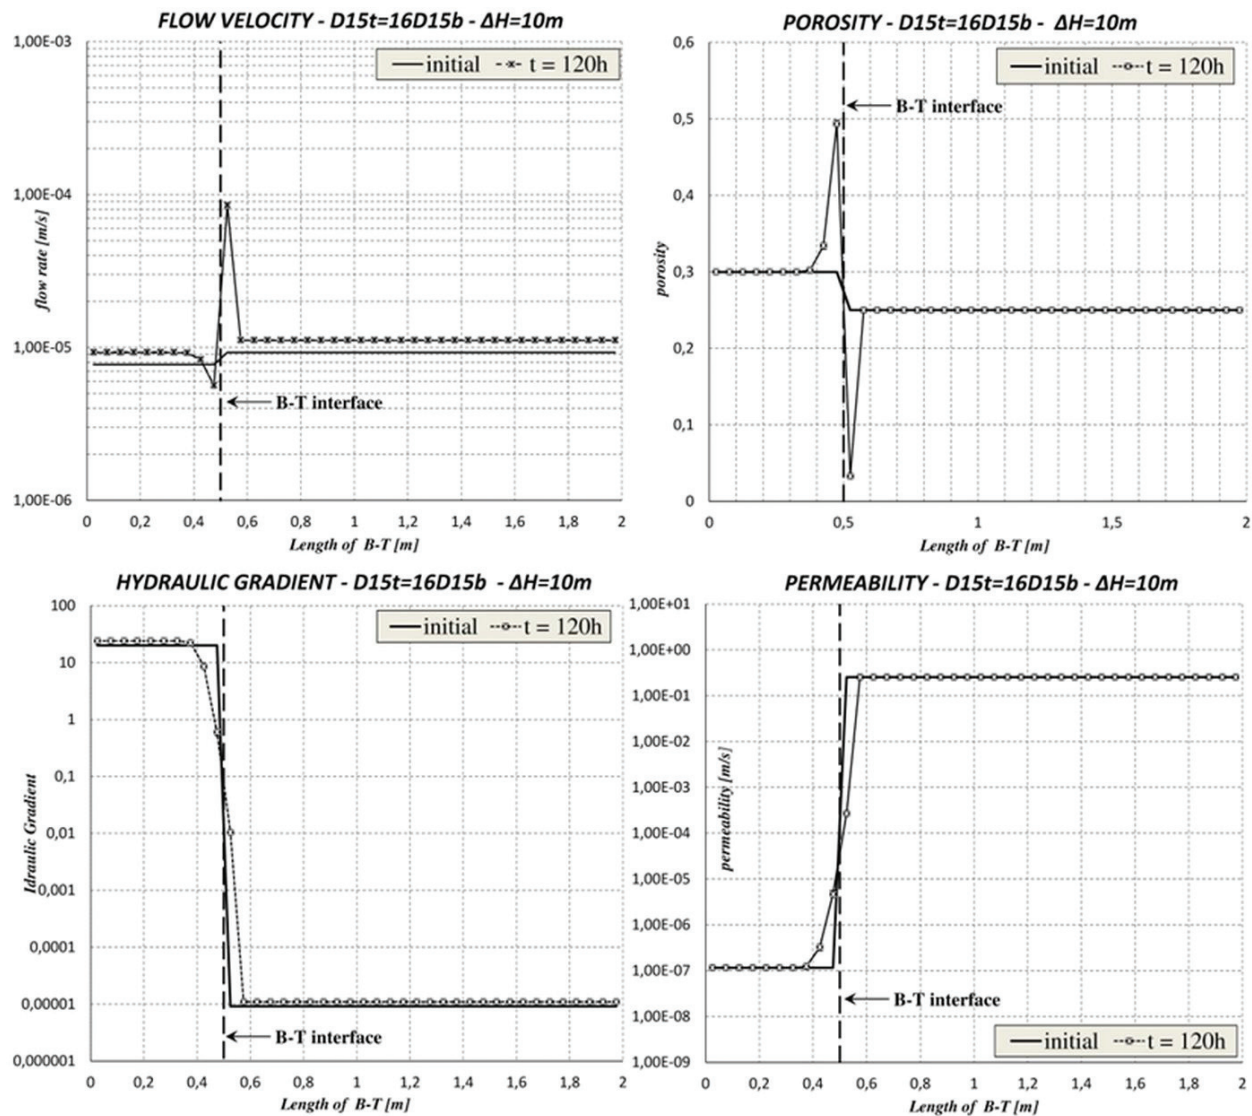 FLOW VELOCITY - D15t=16D15b - ΔH=10m
1,00E-03
1,00E-04
1,00E-05
1,00E-06
flow rate [m/s]
initial t = 120h
B-T interface
0 0,2 0,4 0,6 0,8 1 1,2 1,4 1,6 1,8 2
Length of B-T [m]
POROSITY - D15t=16D15b - ΔH=10m
0,6
0,5
0,4
0,3
0,2
0,1
0
porosity
initial t = 120h
B-T interface
0 0,5 1 1,5 2
Length of B-T [m]
HYDRAULIC GRADIENT - D15t=16D15b - ΔH=10m
100
10
1
0,1
0,01
0,001
0,0001
0,00001
0,000001
Idraulic Gradient
initial t = 120h
B-T interface
0 0,2 0,4 0,6 0,8 1 1,2 1,4 1,6 1,8 2
Length of B-T [m]
PERMEABILITY - D15t=16D15b - ΔH=10m
1,00E+01
1,00E+00
1,00E-01
1,00E-02
1,00E-03
1,00E-04
1,00E-05
1,00E-06
1,00E-07
1,00E-08
1,00E-09
permeability [m/s]
B-T interface
initial t = 120h
0 0,2 0,4 0,6 0,8 1 1,2 1,4 1,6 1,8 2
Length of B-T [m]